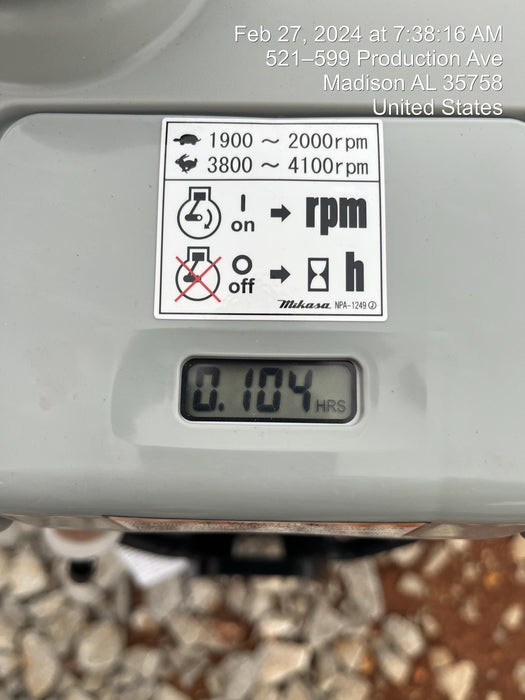 Feb 27, 2024 at 7:38:16 AM
521–599 Production Ave
Madison AL 35758
United States
1900 ～ 2000rpm
3800 ～ 4100rpm
I on rpm
O off h
Mikasa NPA-1249 J
0.104 HRS